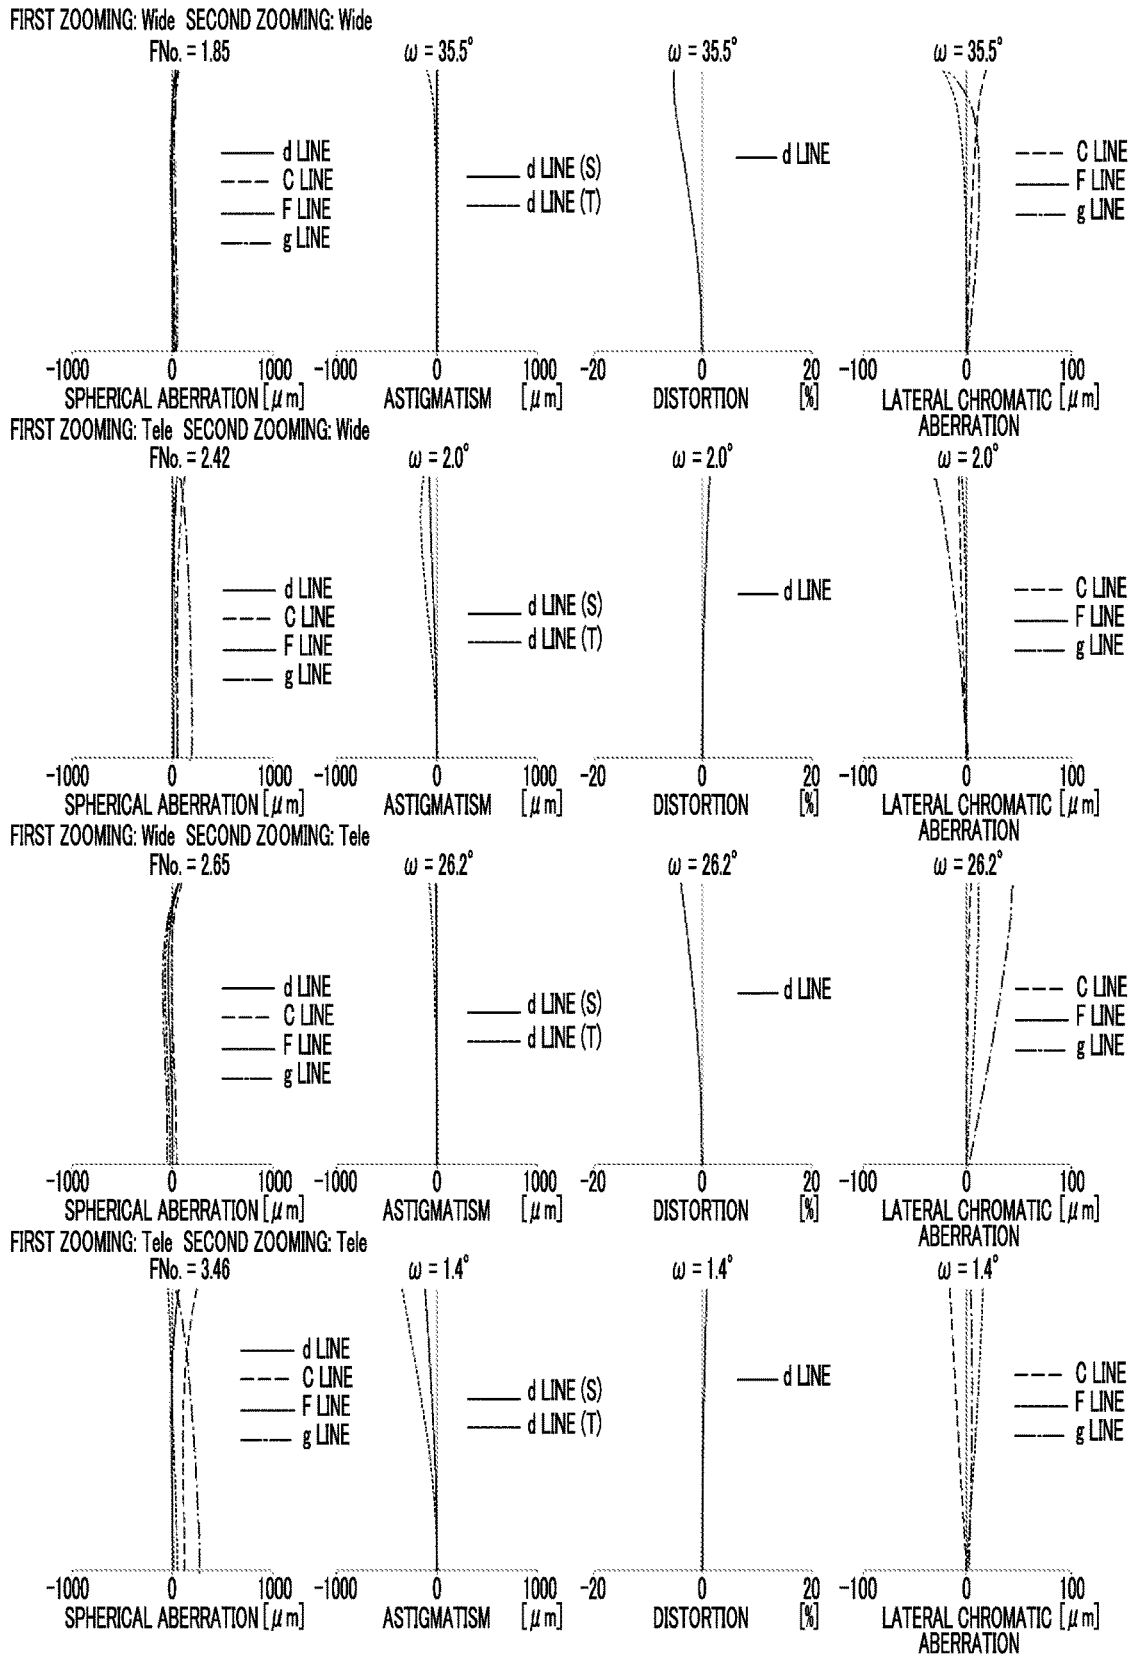 FIRST ZOOMING: Wide SECOND ZOOMING: Wide
FNo. = 1.85
ω = 35.5°
ω = 35.5°
ω = 35.5°
d LINE
C LINE
F LINE
g LINE
d LINE (S)
d LINE (T)
d LINE
C LINE
F LINE
g LINE
-1000 0 1000
SPHERICAL ABERRATION [μm]
-1000 0 1000
ASTIGMATISM [μm]
-20 0 20
DISTORTION [%]
-100 0 100
LATERAL CHROMATIC [μm]
ABERRATION
FIRST ZOOMING: Tele SECOND ZOOMING: Wide
FNo. = 2.42
ω = 2.0°
ω = 2.0°
ω = 2.0°
d LINE
C LINE
F LINE
g LINE
d LINE (S)
d LINE (T)
d LINE
C LINE
F LINE
g LINE
-1000 0 1000
SPHERICAL ABERRATION [μm]
-1000 0 1000
ASTIGMATISM [μm]
-20 0 20
DISTORTION [%]
-100 0 100
LATERAL CHROMATIC [μm]
ABERRATION
FIRST ZOOMING: Wide SECOND ZOOMING: Tele
FNo. = 2.65
ω = 26.2°
ω = 26.2°
ω = 26.2°
d LINE
C LINE
F LINE
g LINE
d LINE (S)
d LINE (T)
d LINE
C LINE
F LINE
g LINE
-1000 0 1000
SPHERICAL ABERRATION [μm]
-1000 0 1000
ASTIGMATISM [μm]
-20 0 20
DISTORTION [%]
-100 0 100
LATERAL CHROMATIC [μm]
ABERRATION
FIRST ZOOMING: Tele SECOND ZOOMING: Tele
FNo. = 3.46
ω = 1.4°
ω = 1.4°
ω = 1.4°
d LINE
C LINE
F LINE
g LINE
d LINE (S)
d LINE (T)
d LINE
C LINE
F LINE
g LINE
-1000 0 1000
SPHERICAL ABERRATION [μm]
-1000 0 1000
ASTIGMATISM [μm]
-20 0 20
DISTORTION [%]
-100 0 100
LATERAL CHROMATIC [μm]
ABERRATION